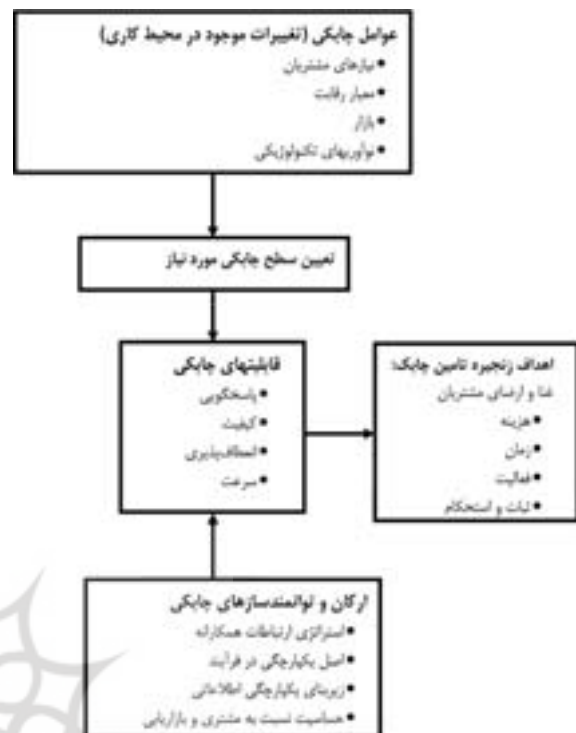 عوامل چابکی (تغییرات موجود در محیط کاری)
• نیازهای مشتریان
• معیار رقابت
• بازار
• نوآوریهای تکنولوژیکی
تعیین سطح چابکی مورد نیاز
قابلیتهای چابکی
• پاسخگویی
• کیفیت
• انعطاف‌پذیری
• سرعت
اهداف زنجیره تامین چابک:
غنا و ارضای مشتریان
• هزینه
• زمان
• فعالیت
• ثبات و استحکام
ارکان و توانمندسازهای چابکی
• استراتژی ارتباطات همکارانه
• اصل یکپارچگی در فرآیند
• زیربنای یکپارچگی اطلاعاتی
• حساسیت نسبت به مشتری و بازاریابی